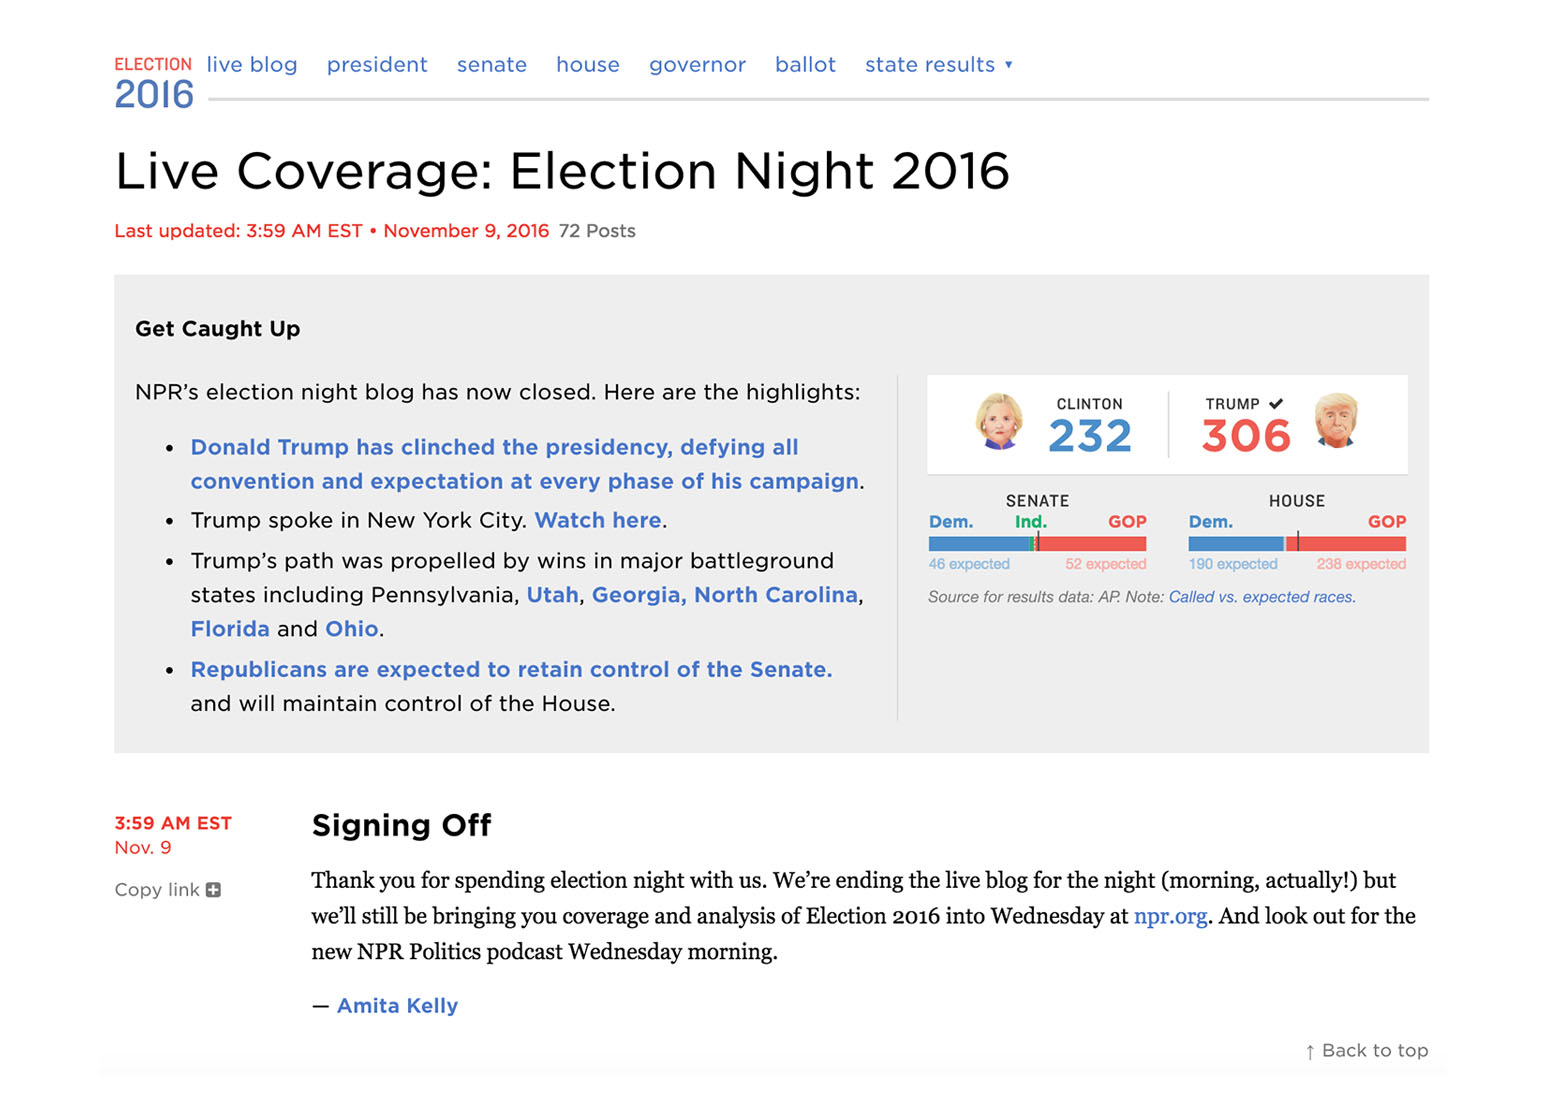 ELECTION
2016
live blog president senate house governor ballot state results ▾
Live Coverage: Election Night 2016
Last updated: 3:59 AM EST • November 9, 2016 72 Posts
Get Caught Up
NPR’s election night blog has now closed. Here are the highlights:
• Donald Trump has clinched the presidency, defying all
convention and expectation at every phase of his campaign.
• Trump spoke in New York City. Watch here.
• Trump’s path was propelled by wins in major battleground
states including Pennsylvania, Utah, Georgia, North Carolina,
Florida and Ohio.
• Republicans are expected to retain control of the Senate.
and will maintain control of the House.
CLINTON
232
TRUMP ✔
306
SENATE
Dem. Ind. GOP
46 expected 52 expected
HOUSE
Dem. GOP
190 expected 238 expected
Source for results data: AP. Note: Called vs. expected races.
3:59 AM EST
Nov. 9
Copy link
Signing Off
Thank you for spending election night with us. We’re ending the live blog for the night (morning, actually!) but
we’ll still be bringing you coverage and analysis of Election 2016 into Wednesday at npr.org. And look out for the
new NPR Politics podcast Wednesday morning.
— Amita Kelly
↑ Back to top